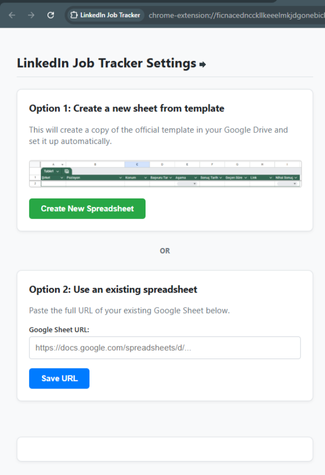 LinkedIn Job Tracker
chrome-extension://ficnacednccklkeeelmkjdgonebicl
LinkedIn Job Tracker Settings
Option 1: Create a new sheet from template
This will create a copy of the official template in your Google Drive and
set it up automatically.
Create New Spreadsheet
OR
Option 2: Use an existing spreadsheet
Paste the full URL of your existing Google Sheet below.
Google Sheet URL:
https://docs.google.com/spreadsheets/d/...
Save URL